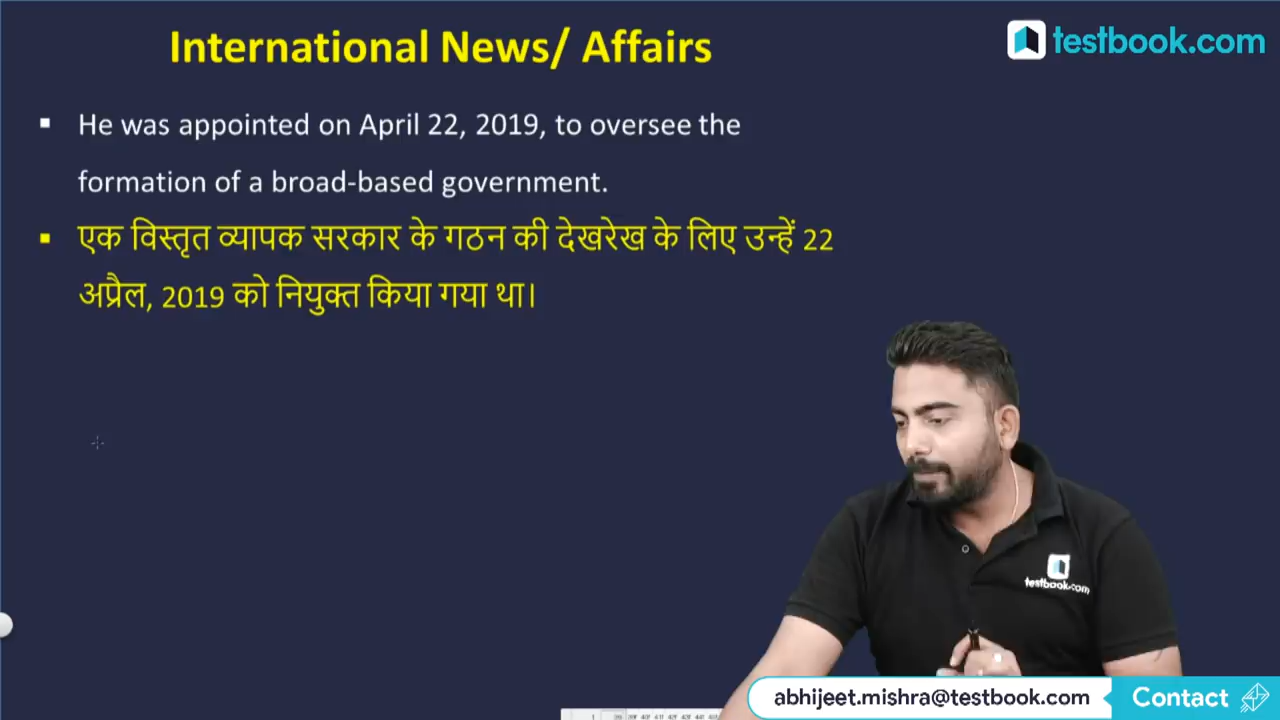 International News/ Affairs
testbook.com
He was appointed on April 22, 2019, to oversee the
formation of a broad-based government.
एक विस्तृत व्यापक सरकार के गठन की देखरेख के लिए उन्हें 22
अप्रैल, 2019 को नियुक्त किया गया था।
testbook.com
abhijeet.mishra@testbook.com
Contact